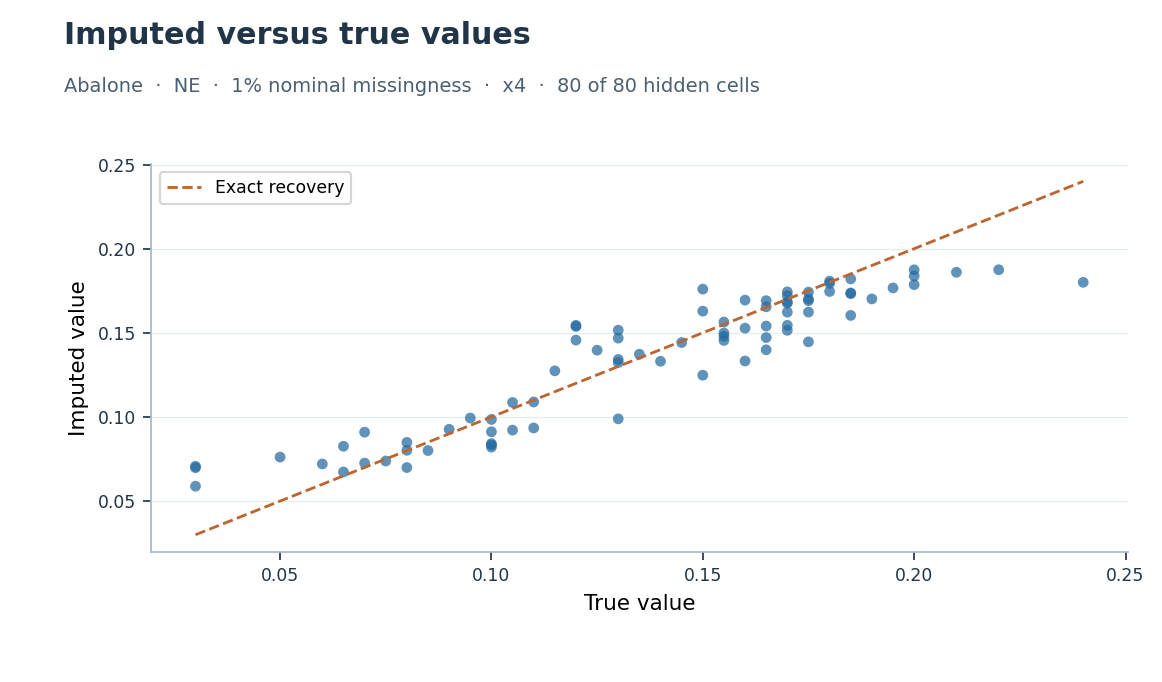 Imputed versus true values
Abalone · NE · 1% nominal missingness · x4 · 80 of 80 hidden cells
0.25
Exact recovery
0.20
0.15
0.10
0.05
Imputed value
0.05 0.10 0.15 0.20 0.25
True value